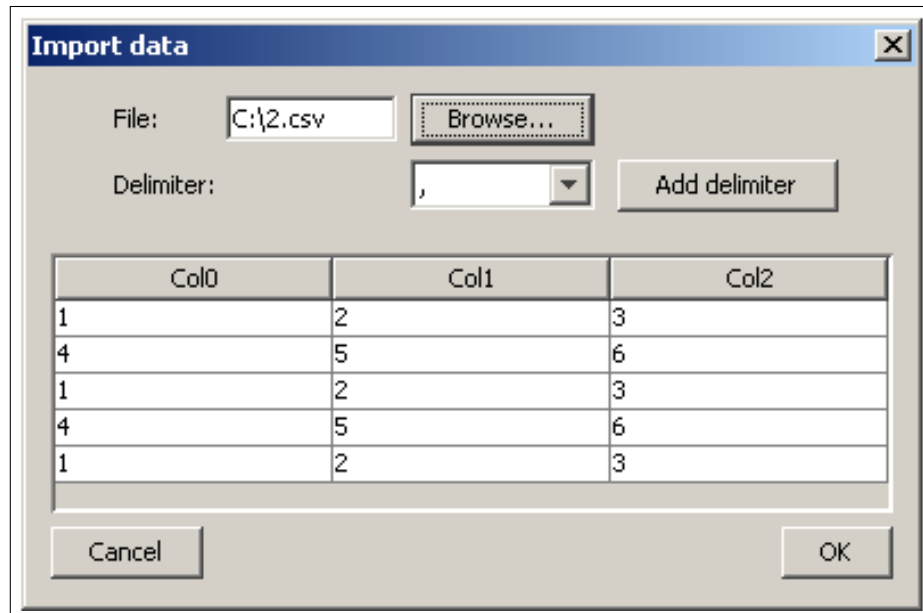 Import data
File: C:\2.csv Browse...
Delimiter: , Add delimiter
Col0 Col1 Col2
1 2 3
4 5 6
1 2 3
4 5 6
1 2 3
Cancel OK